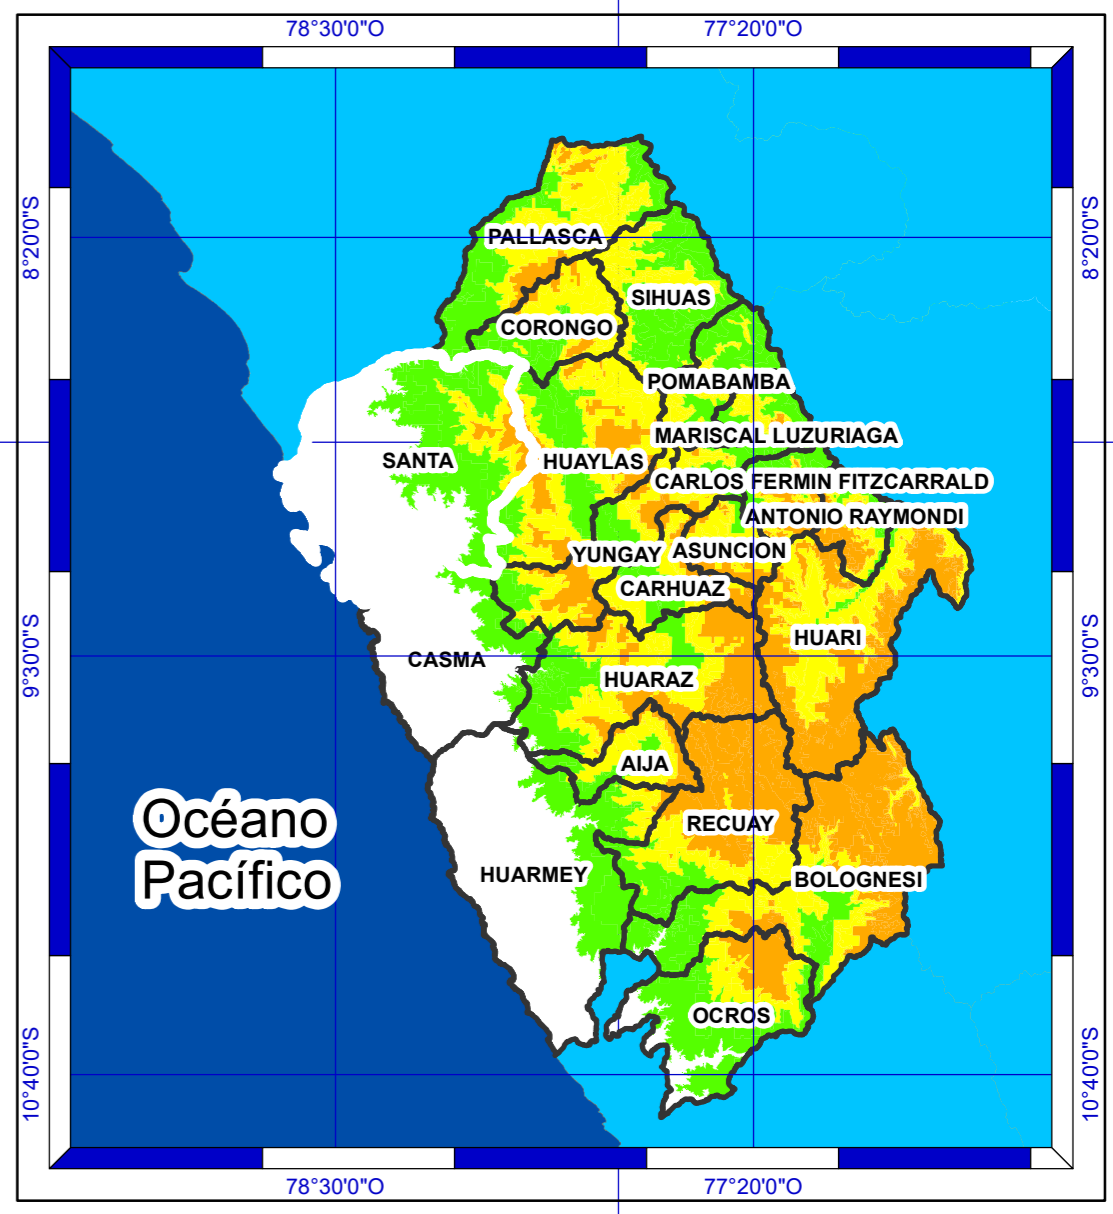 78°30'0"O
77°20'0"O
8°20'0"S
8°20'0"S
PALLASCA
SIHUAS
CORONGO
POMABAMBA
MARISCAL LUZURIAGA
SANTA
HUAYLAS
CARLOS FERMIN FITZCARRALD
ANTONIO RAYMONDI
YUNGAY
ASUNCION
CARHUAZ
HUARI
9°30'0"S
9°30'0"S
CASMA
HUARAZ
AIJA
Océano
Pacífico
RECUAY
HUARMEY
BOLOGNESI
OCROS
10°40'0"S
10°40'0"S
78°30'0"O
77°20'0"O